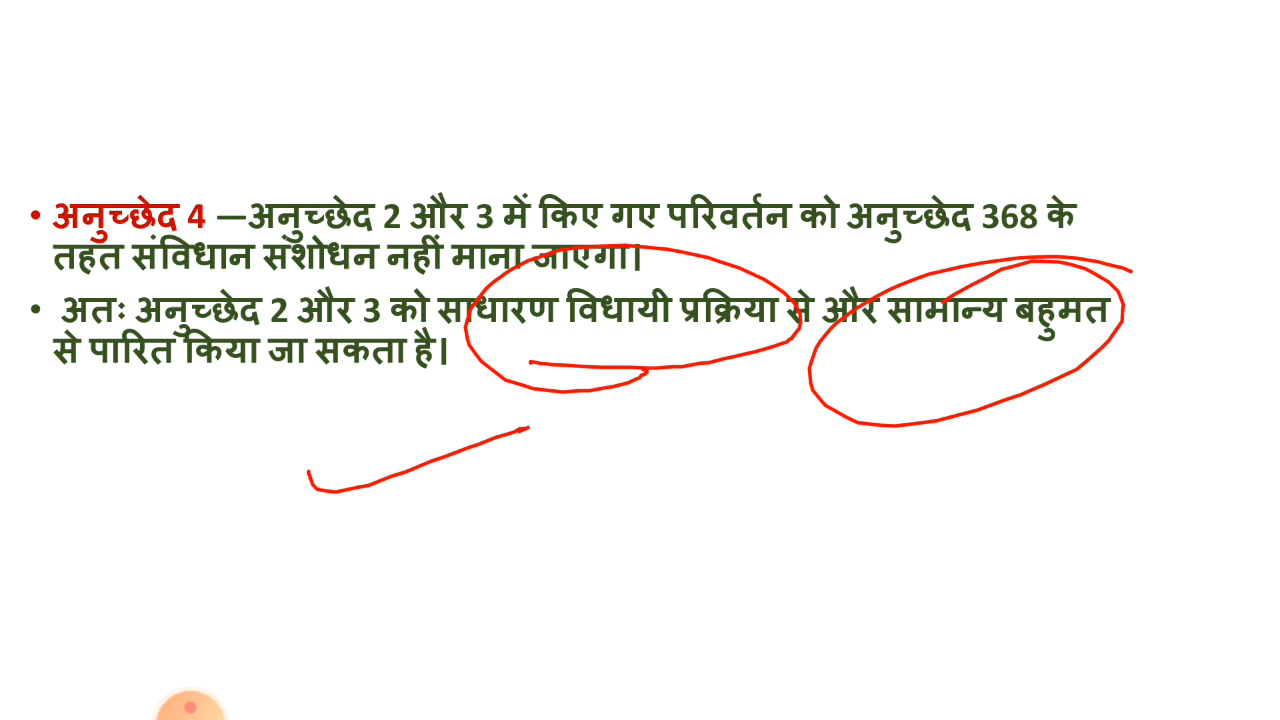 • अनुच्छेद 4 —अनुच्छेद 2 और 3 में किए गए परिवर्तन को अनुच्छेद 368 के
तहत संविधान संशोधन नहीं माना जाएगा।
• अतः अनुच्छेद 2 और 3 को साधारण विधायी प्रक्रिया से और सामान्य बहुमत
से पारित किया जा सकता है।